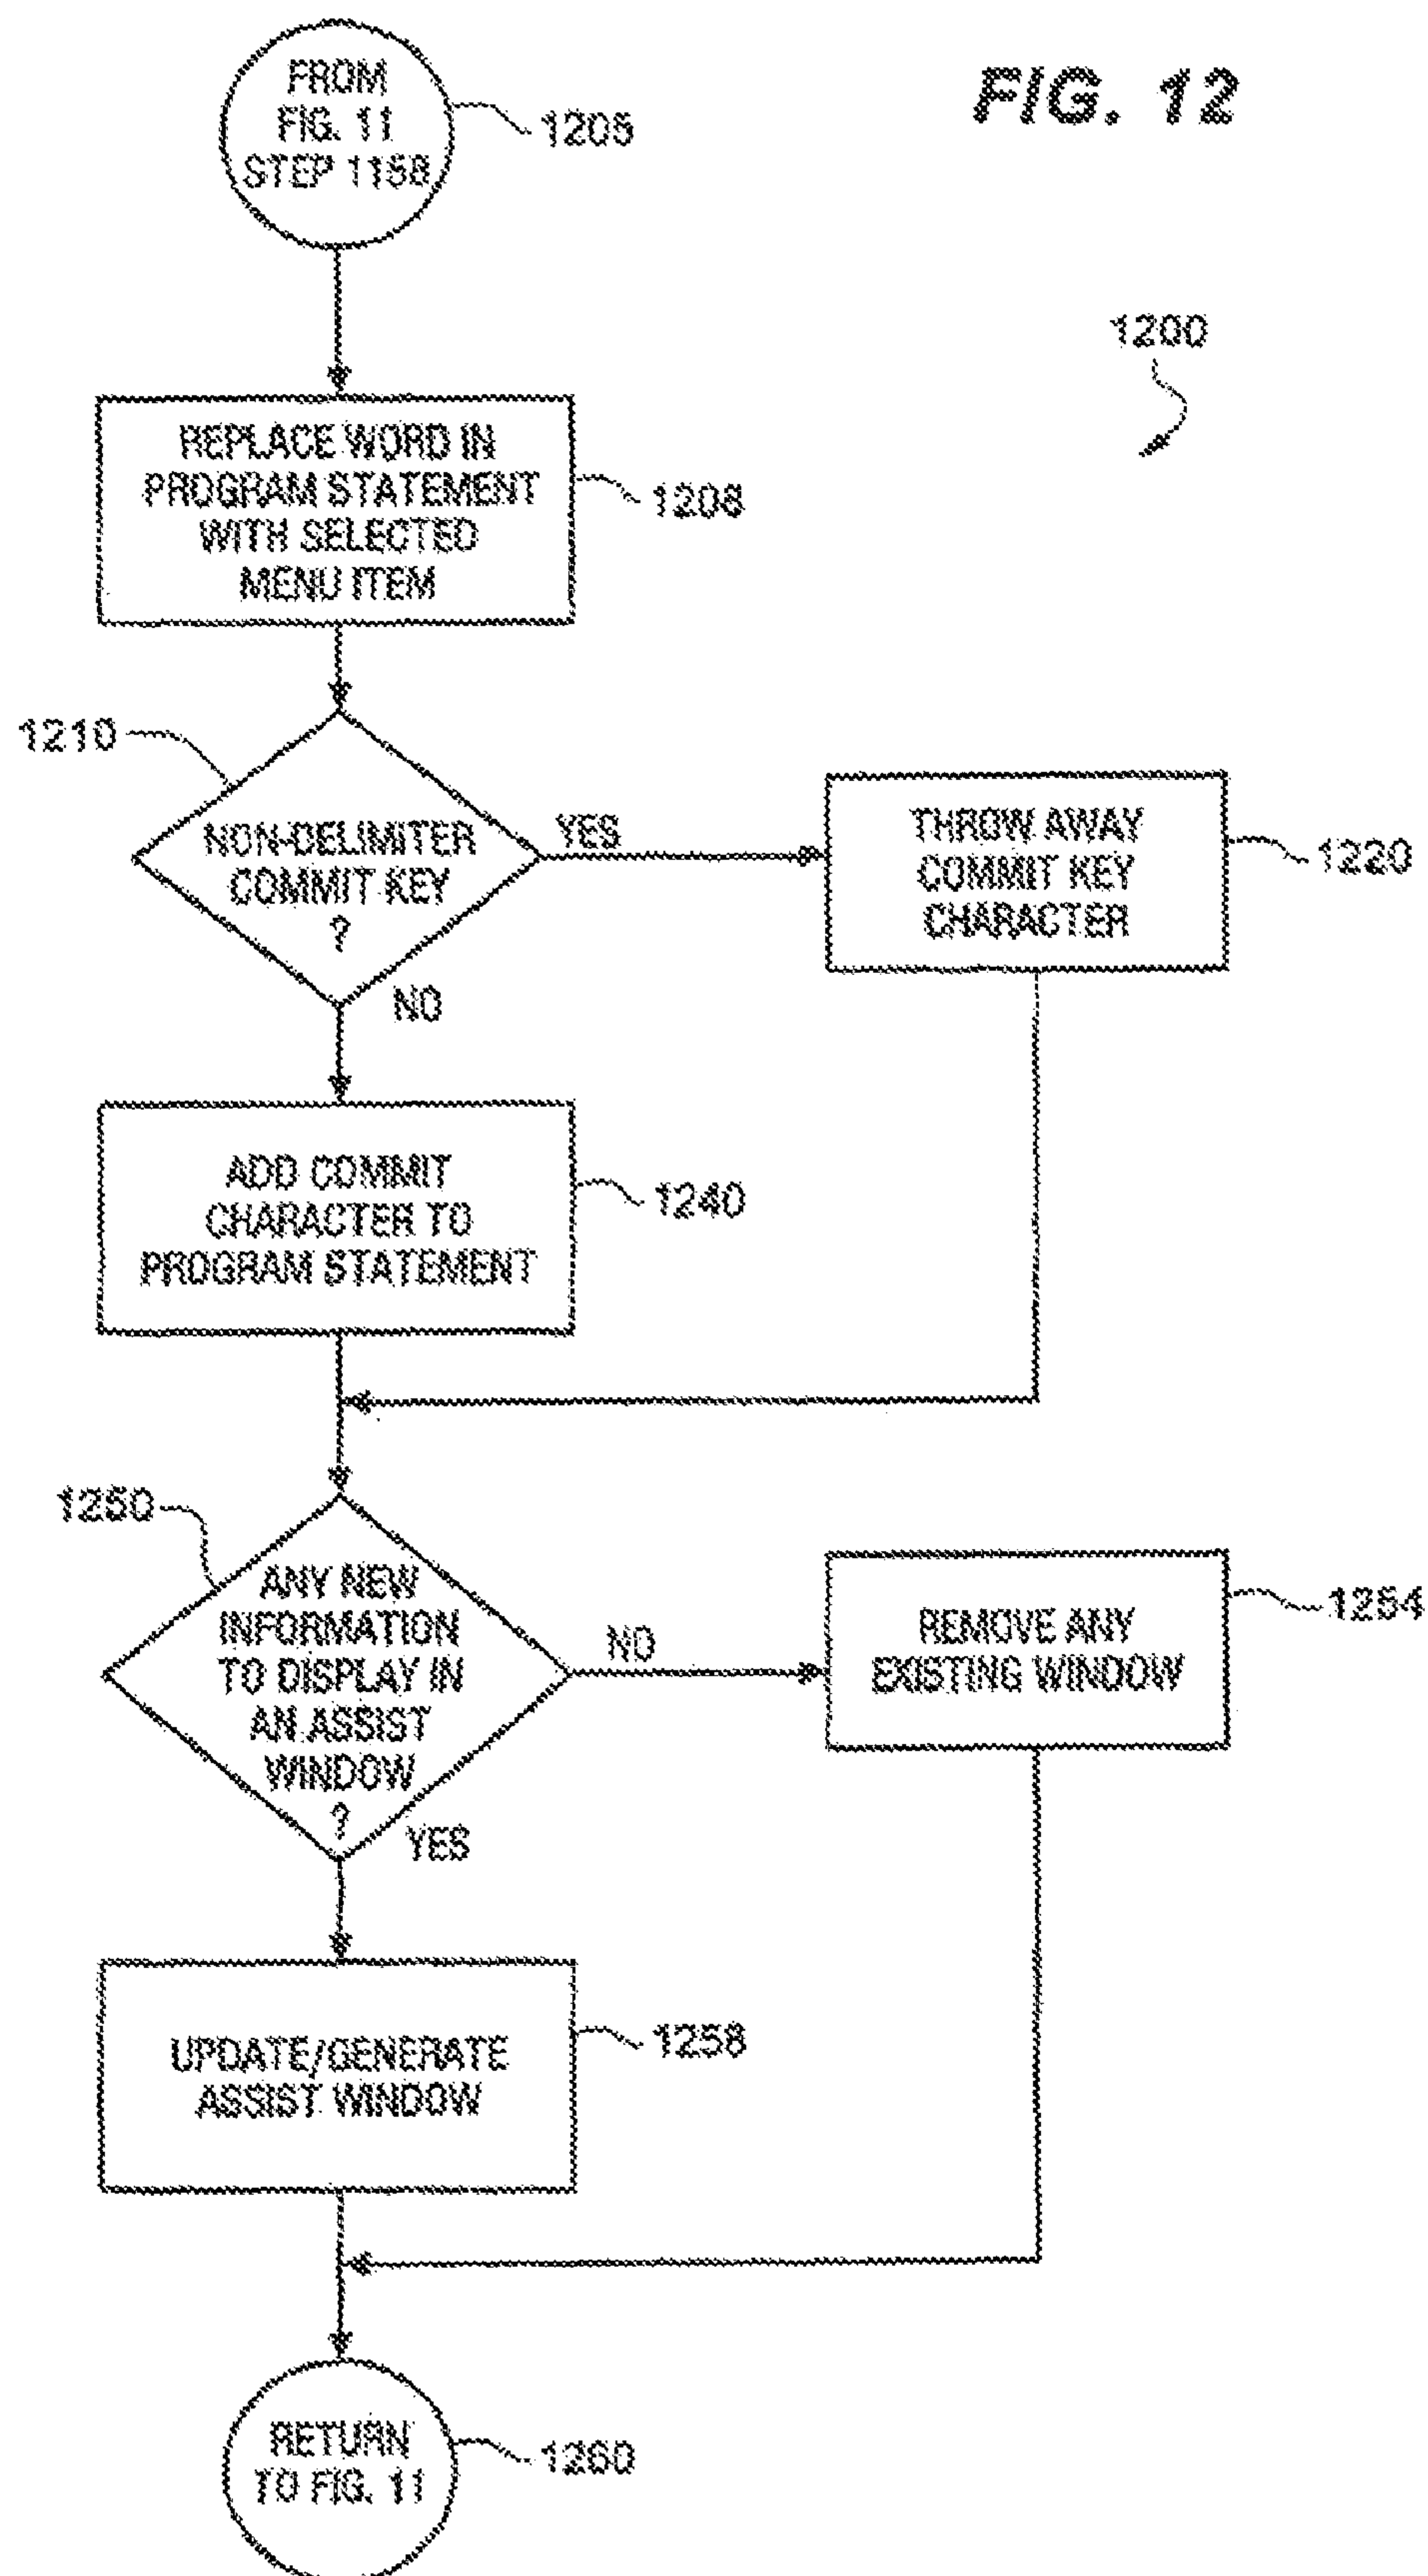 FIG. 12
FROM
FIG. 11
STEP 1158
1205
1200
REPLACE WORD IN
PROGRAM STATEMENT
WITH SELECTED
MENU ITEM
1208
1210
NON-DELIMITER
COMMIT KEY
?
YES
NO
THROW AWAY
COMMIT KEY
CHARACTER
1220
ADD COMMIT
CHARACTER TO
PROGRAM STATEMENT
1240
1250
ANY NEW
INFORMATION
TO DISPLAY IN
AN ASSIST
WINDOW
?
NO
YES
REMOVE ANY
EXISTING WINDOW
1254
UPDATE/GENERATE
ASSIST WINDOW
1258
RETURN
TO FIG. 11
1260